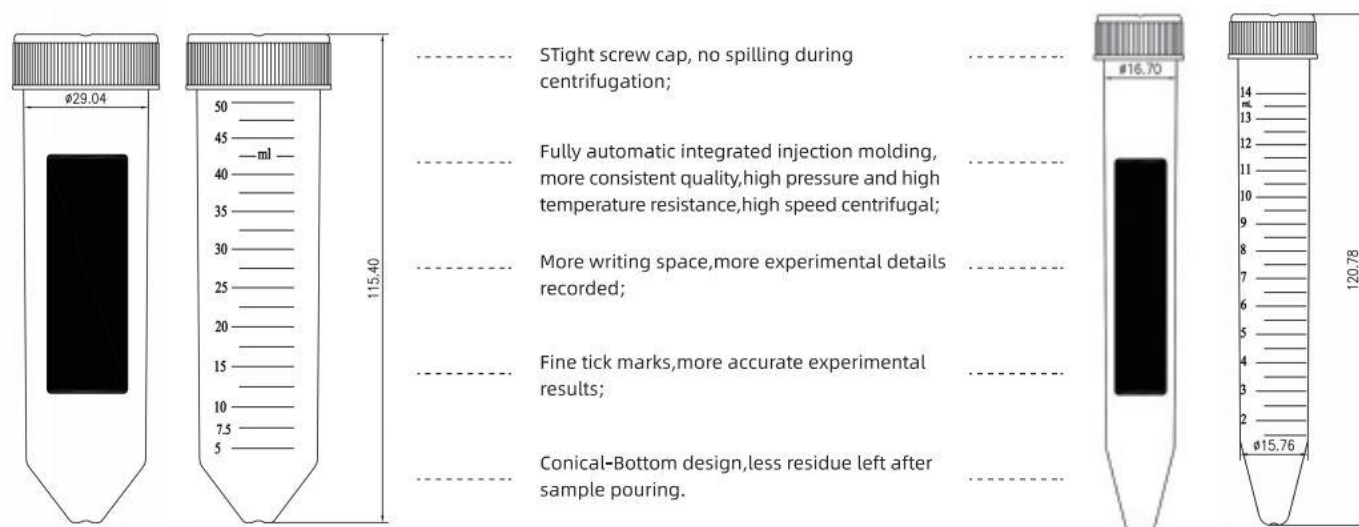 ø29.04
50
45
ml
40
35
30
25
20
15
10
7.5
5
115.40
STight screw cap, no spilling during
centrifugation;
Fully automatic integrated injection molding,
more consistent quality,high pressure and high
temperature resistance,high speed centrifugal;
More writing space,more experimental details
recorded;
Fine tick marks,more accurate experimental
results;
Conical-Bottom design,less residue left after
sample pouring.
ø16.70
14
mL
13
12
11
10
9
8
7
6
5
4
3
2
ø15.76
120.78